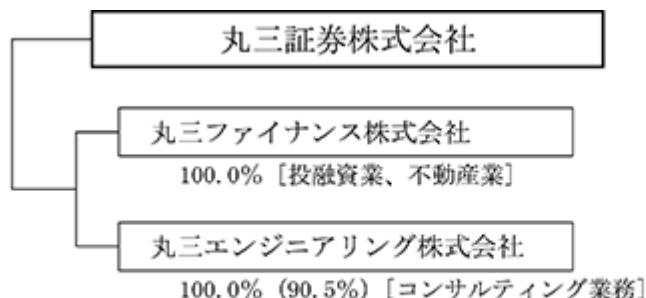 丸三証券株式会社
丸三ファイナンス株式会社
100.0% [投融資業、不動産業]
丸三エンジニアリング株式会社
100.0% (90.5%) [コンサルティング業務]